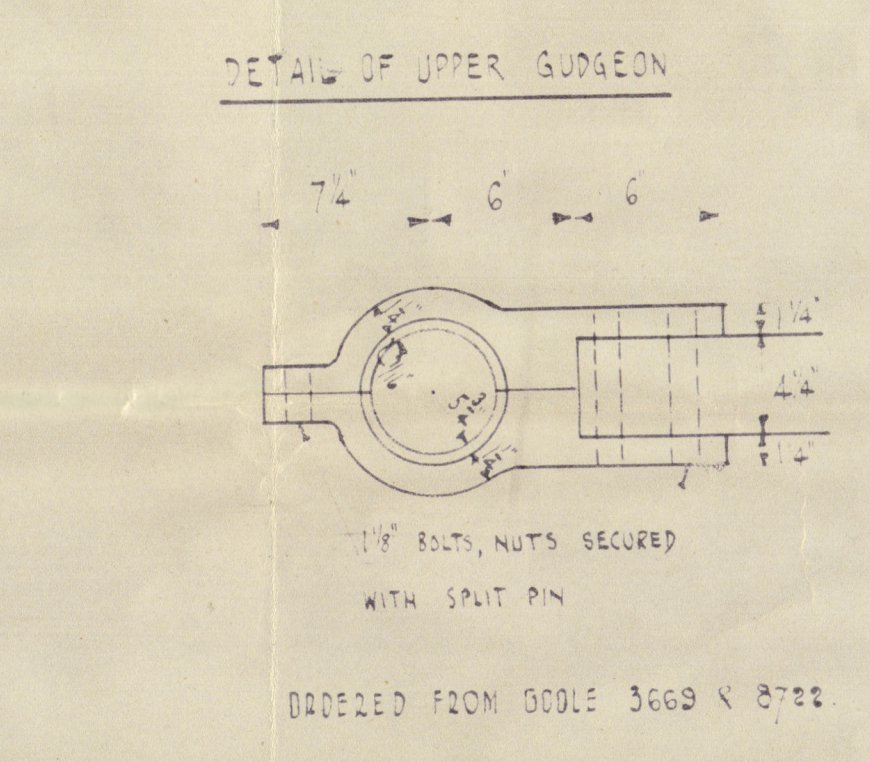 DETAIL OF UPPER GUDGEON
7¼" 6" 6"
1¼"
4¼"
1¼"
1⅛" BOLTS, NUTS SECURED
WITH SPLIT PIN
ORDERED FROM GOOLE 3669 & 8722.